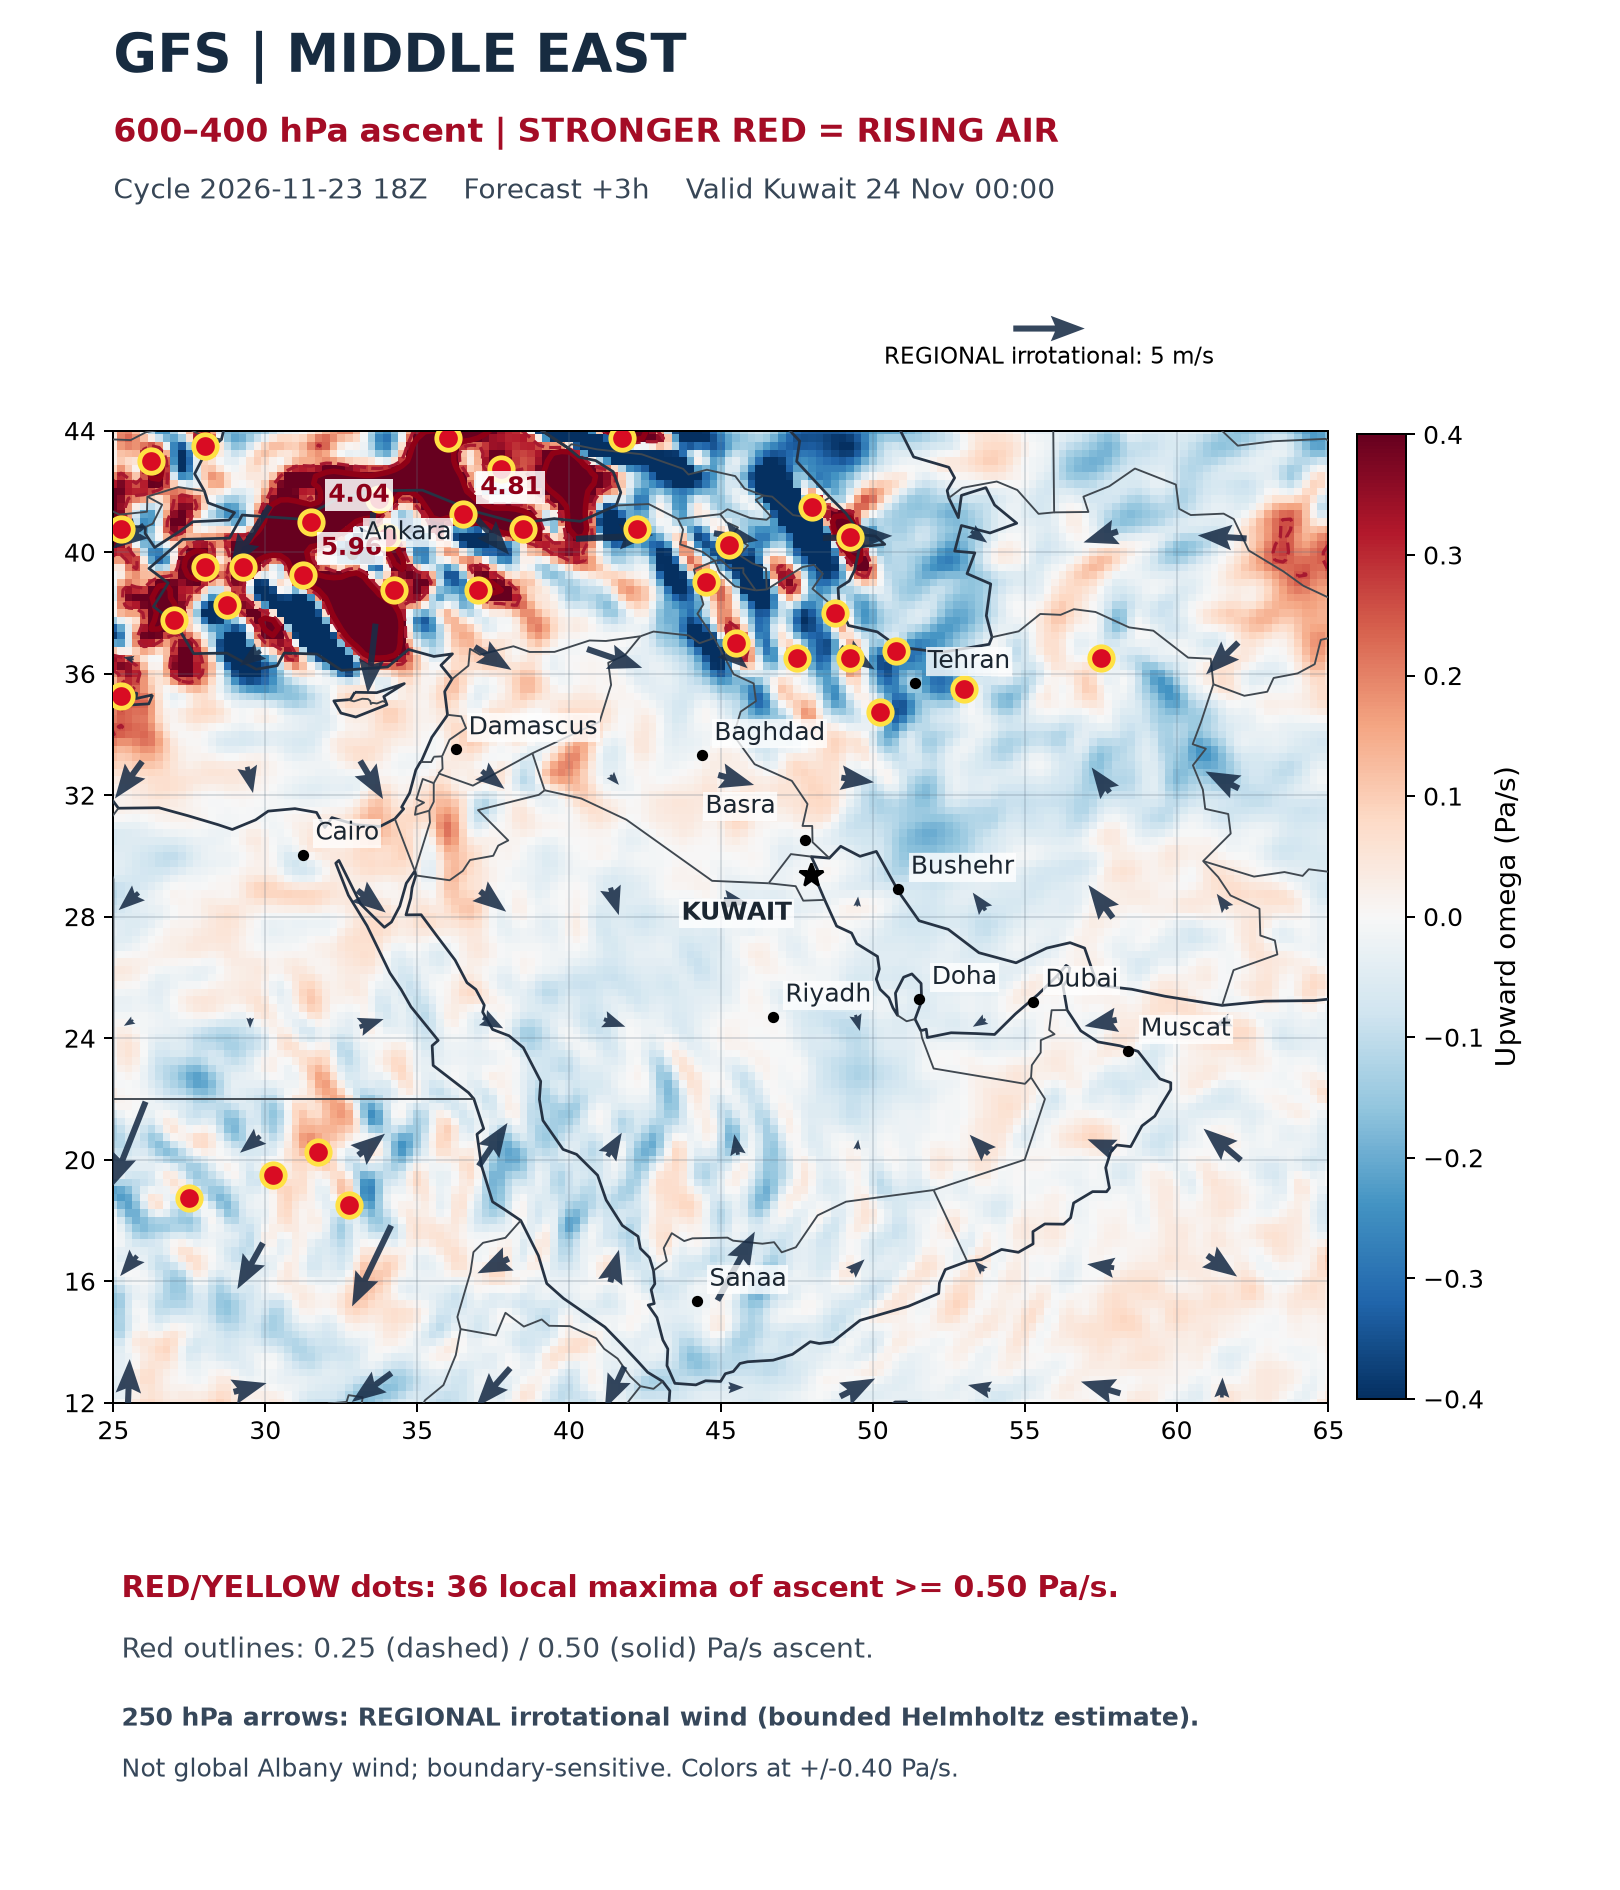 GFS | MIDDLE EAST
600–400 hPa ascent | STRONGER RED = RISING AIR
Cycle 2026-11-23 18Z    Forecast +3h    Valid Kuwait 24 Nov 00:00
REGIONAL irrotational: 5 m/s
44
40
36
32
28
24
20
16
12
25
30
35
40
45
50
55
60
65
4.04
4.81
Ankara
5.96
Tehran
Damascus
Baghdad
Basra
Cairo
Bushehr
KUWAIT
Doha
Dubai
Riyadh
Muscat
Sanaa
0.4
0.3
0.2
0.1
0.0
−0.1
−0.2
−0.3
−0.4
Upward omega (Pa/s)
RED/YELLOW dots: 36 local maxima of ascent >= 0.50 Pa/s.
Red outlines: 0.25 (dashed) / 0.50 (solid) Pa/s ascent.
250 hPa arrows: REGIONAL irrotational wind (bounded Helmholtz estimate).
Not global Albany wind; boundary-sensitive. Colors at +/-0.40 Pa/s.